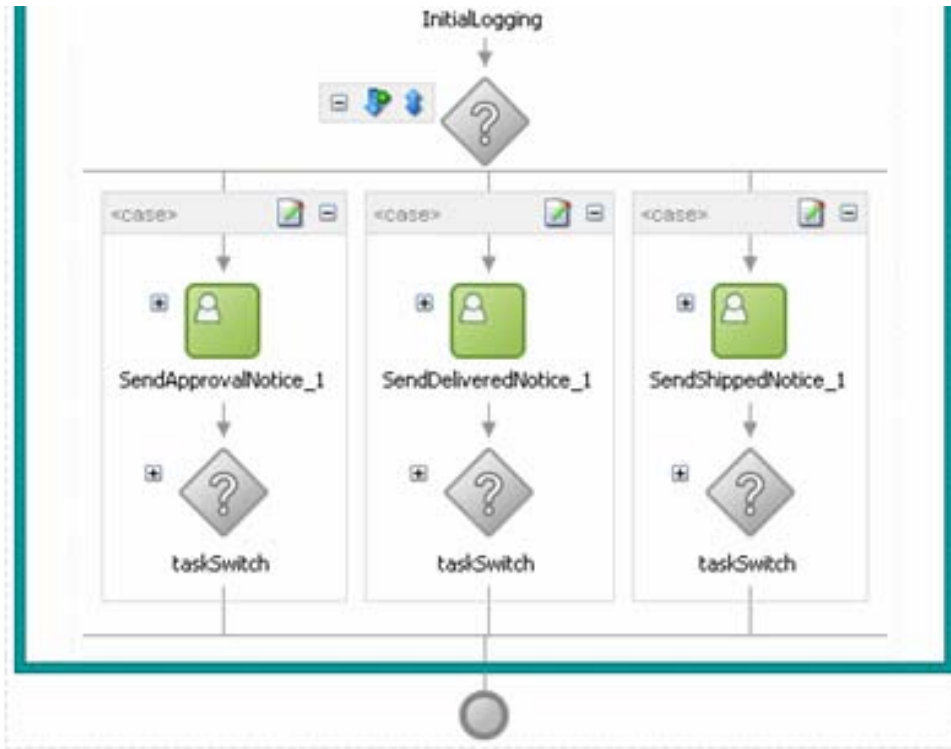 InitialLogging
?
<case> <case> <case>
SendApprovalNotice_1 SendDeliveredNotice_1 SendShippedNotice_1
? ? ?
taskSwitch taskSwitch taskSwitch